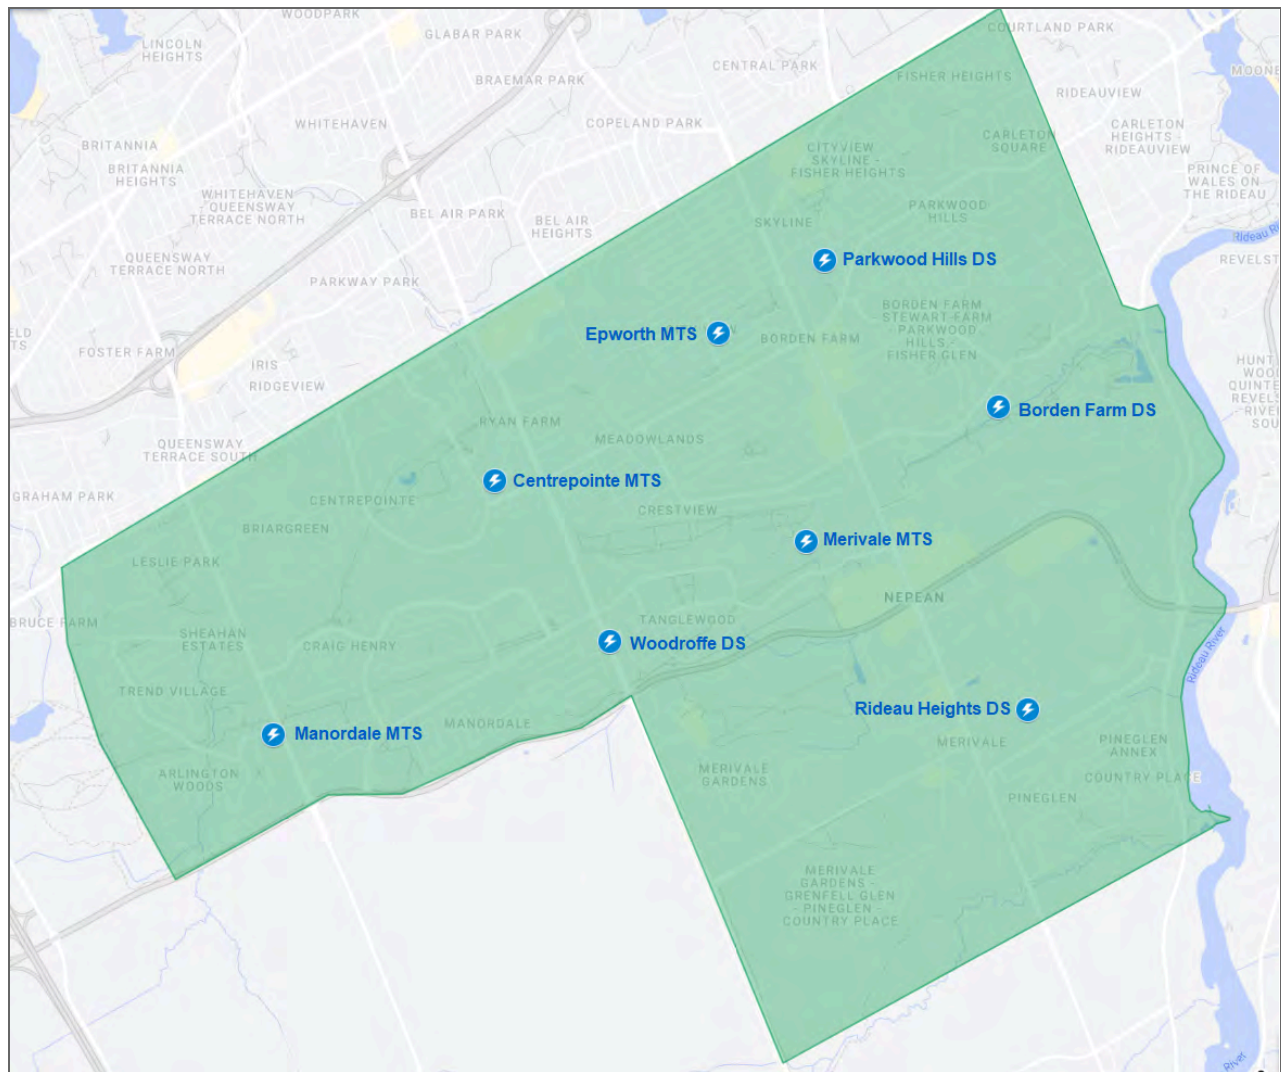 WOODPARK
COURTLAND PARK
GLABAR PARK
LINCOLN
HEIGHTS
CENTRAL PARK
BRAEMAR PARK
FISHER HEIGHTS
RIDEAUVIEW
WHITEHAVEN
COPELAND PARK
CARLETON
SQUARE
CARLETON
HEIGHTS -
RIDEAUVIEW
BRITANNIA
BRITANNIA
HEIGHTS
CITYVIEW
SKYLINE -
FISHER HEIGHTS
PRINCE OF
WALES ON
THE RIDEAU
WHITEHAVEN
- QUEENSWAY
TERRACE NORTH
BEL AIR PARK
BEL AIR
HEIGHTS
SKYLINE
PARKWOOD
HILLS
QUEENSWAY
TERRACE NORTH
Parkwood Hills DS
PARKWAY PARK
BORDEN FARM
STEWART FARM
PARKWOOD
HILLS -
FISHER GLEN
Epworth MTS
BORDEN FARM
FOSTER FARM
IRIS
RIDGEVIEW
Borden Farm DS
RYAN FARM
MEADOWLANDS
QUEENSWAY
TERRACE SOUTH
Centrepointe MTS
GRAHAM PARK
CENTREPOINTE
CRESTVIEW
BRIARGREEN
Merivale MTS
LESLIE PARK
NEPEAN
BRUCE FARM
TANGLEWOOD
SHEAHAN
ESTATES
CRAIG HENRY
Woodroffe DS
Rideau River
TREND VILLAGE
Rideau Heights DS
MANORDALE
Manordale MTS
MERIVALE
PINEGLEN
ANNEX
MERIVALE
GARDENS
ARLINGTON
WOODS
COUNTRY PLACE
PINEGLEN
MERIVALE
GARDENS -
GRENFELL GLEN
- PINEGLEN -
COUNTRY PLACE
River